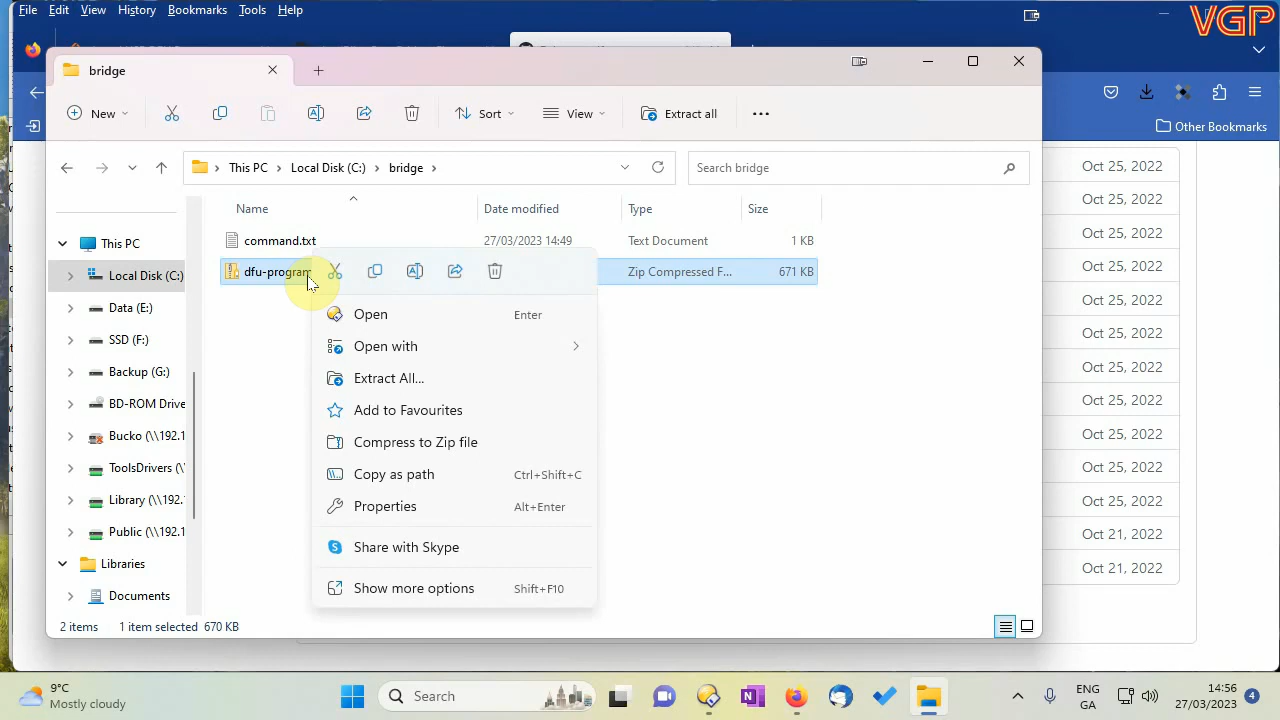 File Edit View History Bookmarks Tools Help
VGP
bridge
New Sort View Extract all
This PC Local Disk (C:) bridge Search bridge
Other Bookmarks
Name Date modified Type Size
command.txt 27/03/2023 14:49 Text Document 1 KB
dfu-program Zip Compressed F... 671 KB
This PC
Local Disk (C:)
Data (E:)
SSD (F:)
Backup (G:)
BD-ROM Drive
Bucko (\\192.1
ToolsDrivers (\
Library (\\192.
Public (\\192.1
Libraries
Documents
Open Enter
Open with
Extract All...
Add to Favourites
Compress to Zip file
Copy as path Ctrl+Shift+C
Properties Alt+Enter
Share with Skype
Show more options Shift+F10
Oct 25, 2022
Oct 25, 2022
Oct 25, 2022
Oct 25, 2022
Oct 25, 2022
Oct 25, 2022
Oct 25, 2022
Oct 25, 2022
Oct 25, 2022
Oct 25, 2022
Oct 25, 2022
Oct 21, 2022
Oct 21, 2022
2 items 1 item selected 670 KB
9°C
Mostly cloudy
Search
ENG
GA
14:56
27/03/2023
4